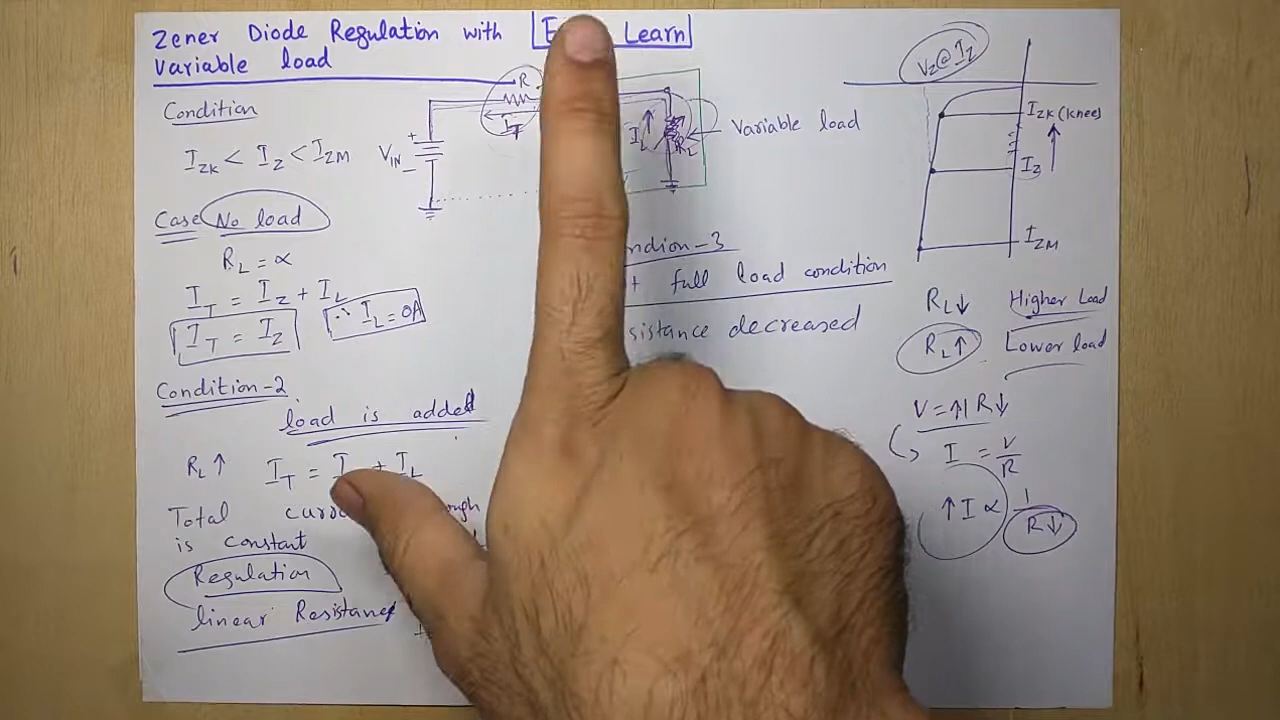 Zener Diode Regulation with
Learn
Variable load
Condition
IZK < IZ < IZM
Case No load
RL = ∝
IT = IZ + IL
IT = IZ
∵ IL = 0A
Condition-2
load is added
RL ↑
IT = I + IL
Total
is constant
Regulation
linear Resistance
R
IT
+
VIN
−
IL
RL
Variable load
ndion-3
full load condition
sistance decreased
VZ@IZ
IZK (knee)
IZ
IZM
RL↓ Higher Load
RL↑ Lower load
V = ↑I R↓
I = V/R
↑I ∝ 1/R↓